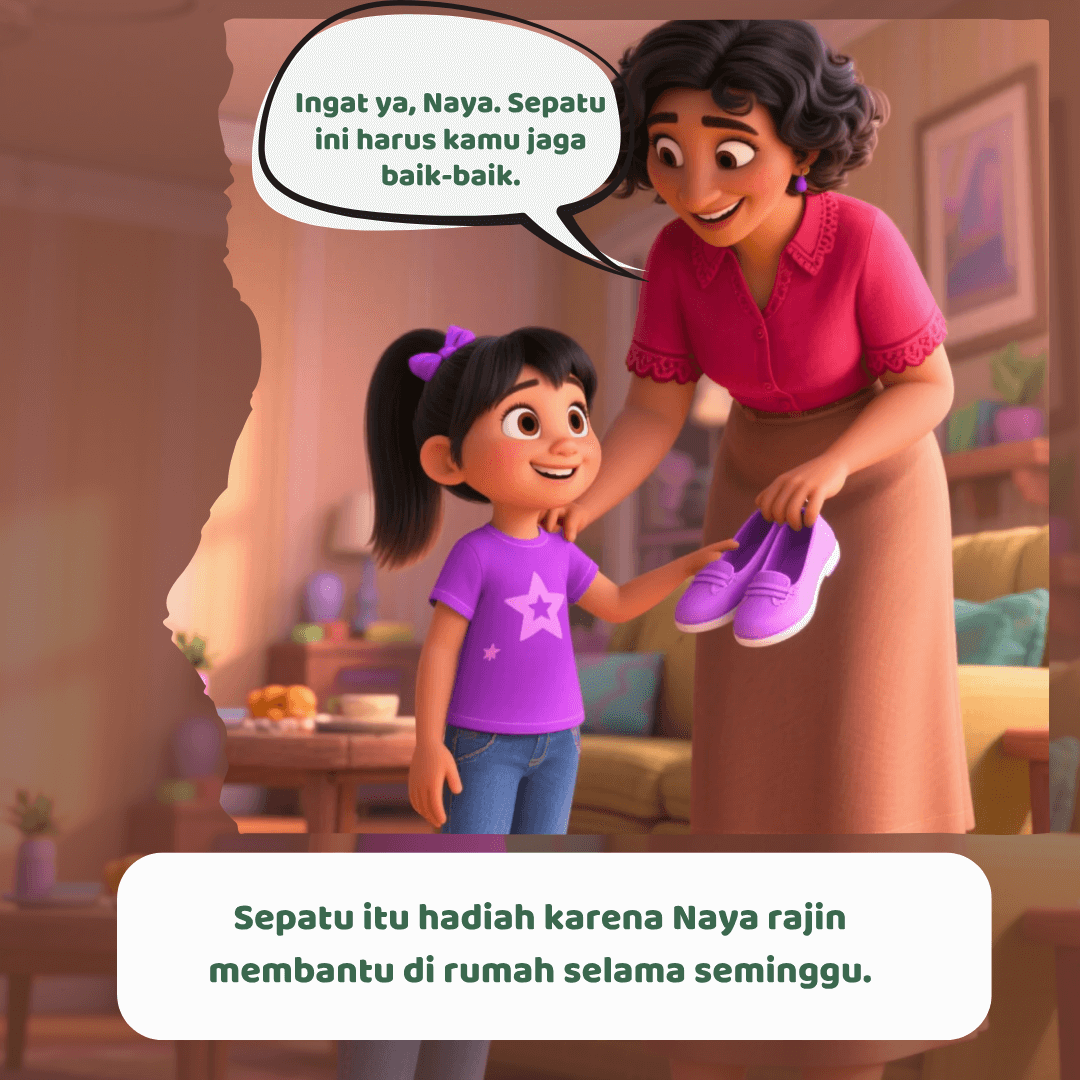 Ingat ya, Naya. Sepatu
ini harus kamu jaga
baik-baik.
Sepatu itu hadiah karena Naya rajin
membantu di rumah selama seminggu.